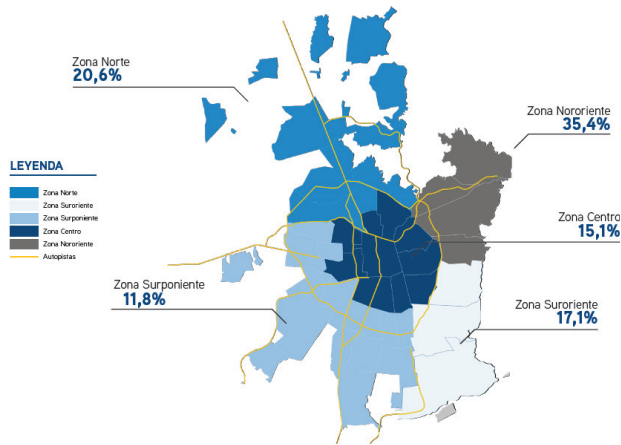 Zona Norte
20,6%
Zona Nororiente
35,4%
LEYENDA
Zona Norte
Zona Suroriente
Zona Surponiente
Zona Centro
Zona Nororiente
Autopistas
Zona Centro
15,1%
Zona Surponiente
11,8%
Zona Suroriente
17,1%